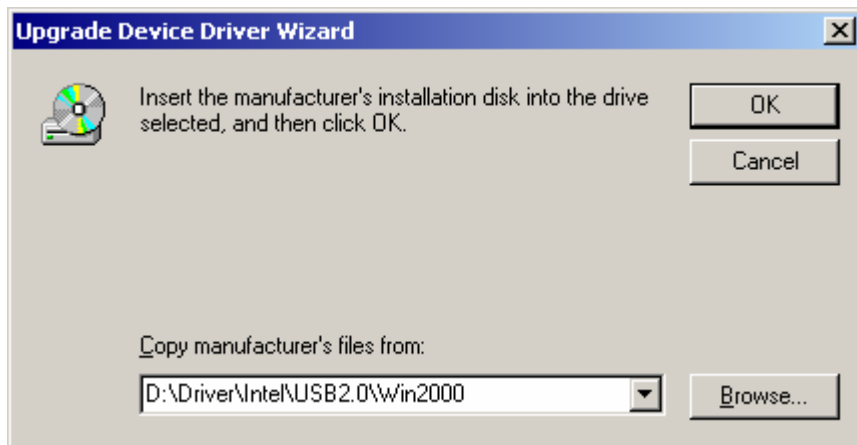 Upgrade Device Driver Wizard
Insert the manufacturer's installation disk into the drive
selected, and then click OK.
OK
Cancel
Copy manufacturer's files from:
D:\Driver\Intel\USB2.0\Win2000
Browse...